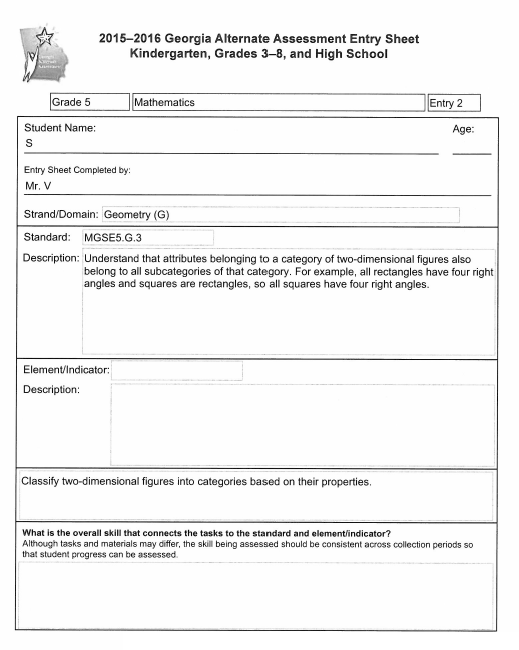 2015–2016 Georgia Alternate Assessment Entry Sheet
Kindergarten, Grades 3–8, and High School
Grade 5
Mathematics
Entry 2
Student Name:
Age:
S
Entry Sheet Completed by:
Mr. V
Strand/Domain: Geometry (G)
Standard: MGSE5.G.3
Description: Understand that attributes belonging to a category of two-dimensional figures also
belong to all subcategories of that category. For example, all rectangles have four right
angles and squares are rectangles, so all squares have four right angles.
Element/Indicator:
Description:
Classify two-dimensional figures into categories based on their properties.
What is the overall skill that connects the tasks to the standard and element/indicator?
Although tasks and materials may differ, the skill being assessed should be consistent across collection periods so
that student progress can be assessed.